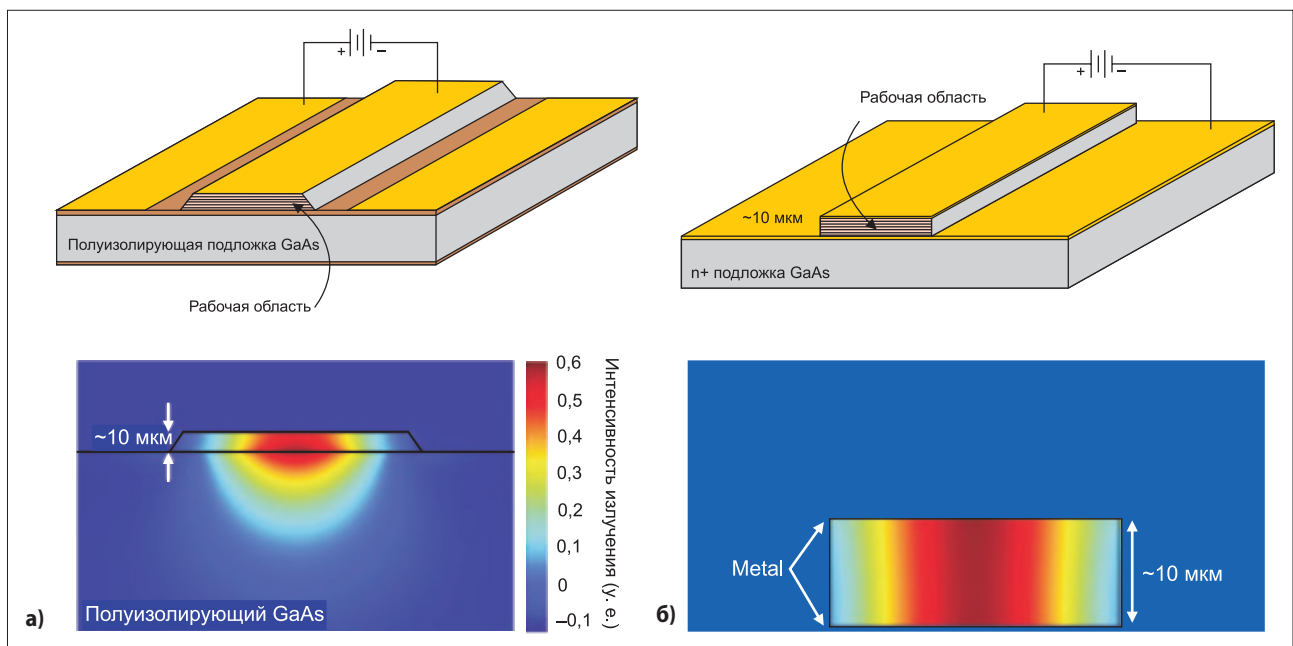 + –
Полуизолирующая подложка GaAs
Рабочая область
+ –
Рабочая область
~10 мкм
n+ подложка GaAs
~10 мкм
Полуизолирующий GaAs
0,6
0,5
0,4
0,3
0,2
0,1
0
–0,1
Интенсивность излучения (у. е.)
а)
Metal
~10 мкм
б)